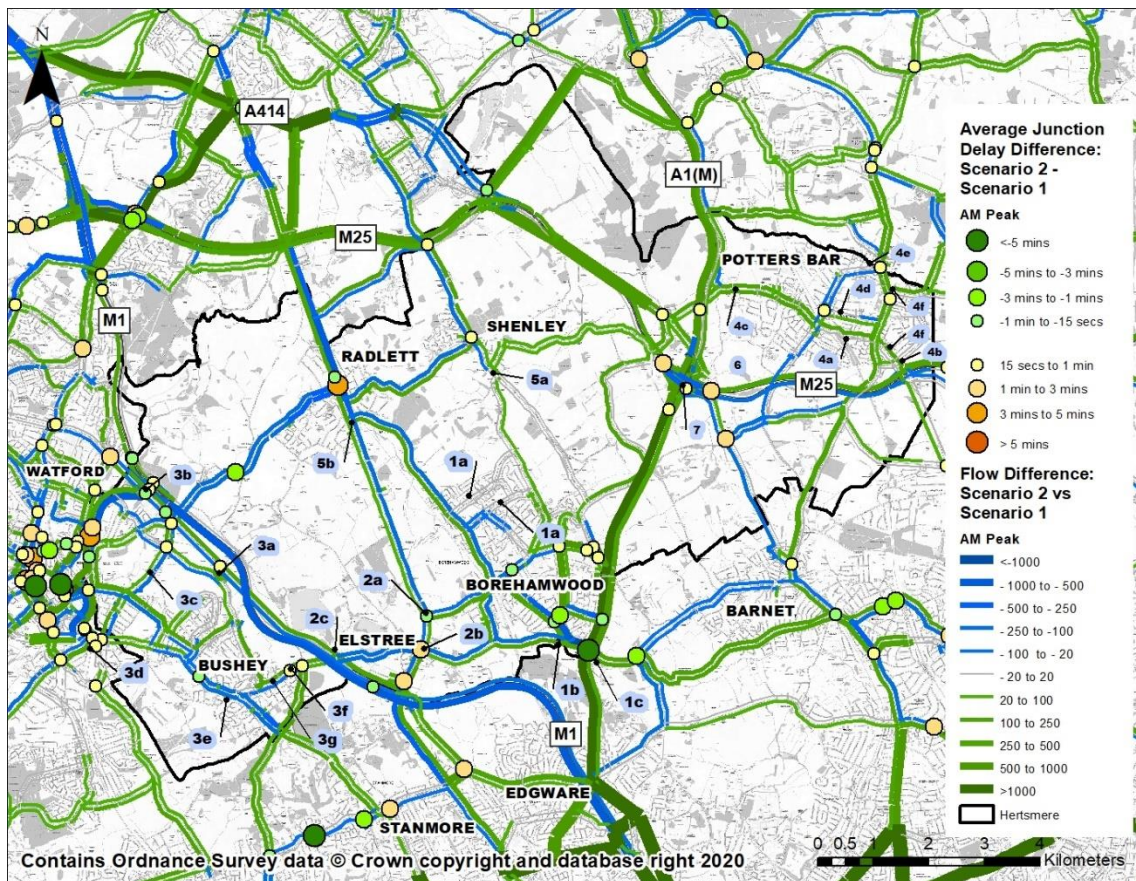 N
A414
A1(M)
M25
POTTERS BAR
4e
4d
4f
4c
4f
4a
4b
M1
SHENLEY
RADLETT
5a
6
M25
7
5b
1a
WATFORD
3b
1a
3a
2a
BOREHAMWOOD
3c
2c
ELSTREE
2b
BARNET
BUSHEY
3d
3f
1b
1c
3e
3g
M1
EDGWARE
STANMORE
Average Junction
Delay Difference:
Scenario 2 -
Scenario 1
AM Peak
<-5 mins
-5 mins to -3 mins
-3 mins to -1 mins
-1 min to -15 secs
15 secs to 1 min
1 min to 3 mins
3 mins to 5 mins
> 5 mins
Flow Difference:
Scenario 2 vs
Scenario 1
AM Peak
<-1000
- 1000 to - 500
-500 to - 250
- 250 to -100
- 100 to - 20
- 20 to 20
20 to 100
100 to 250
250 to 500
500 to 1000
>1000
Hertsmere
Contains Ordnance Survey data © Crown copyright and database right 2020
0 0.5 1 2 3 4
Kilometers